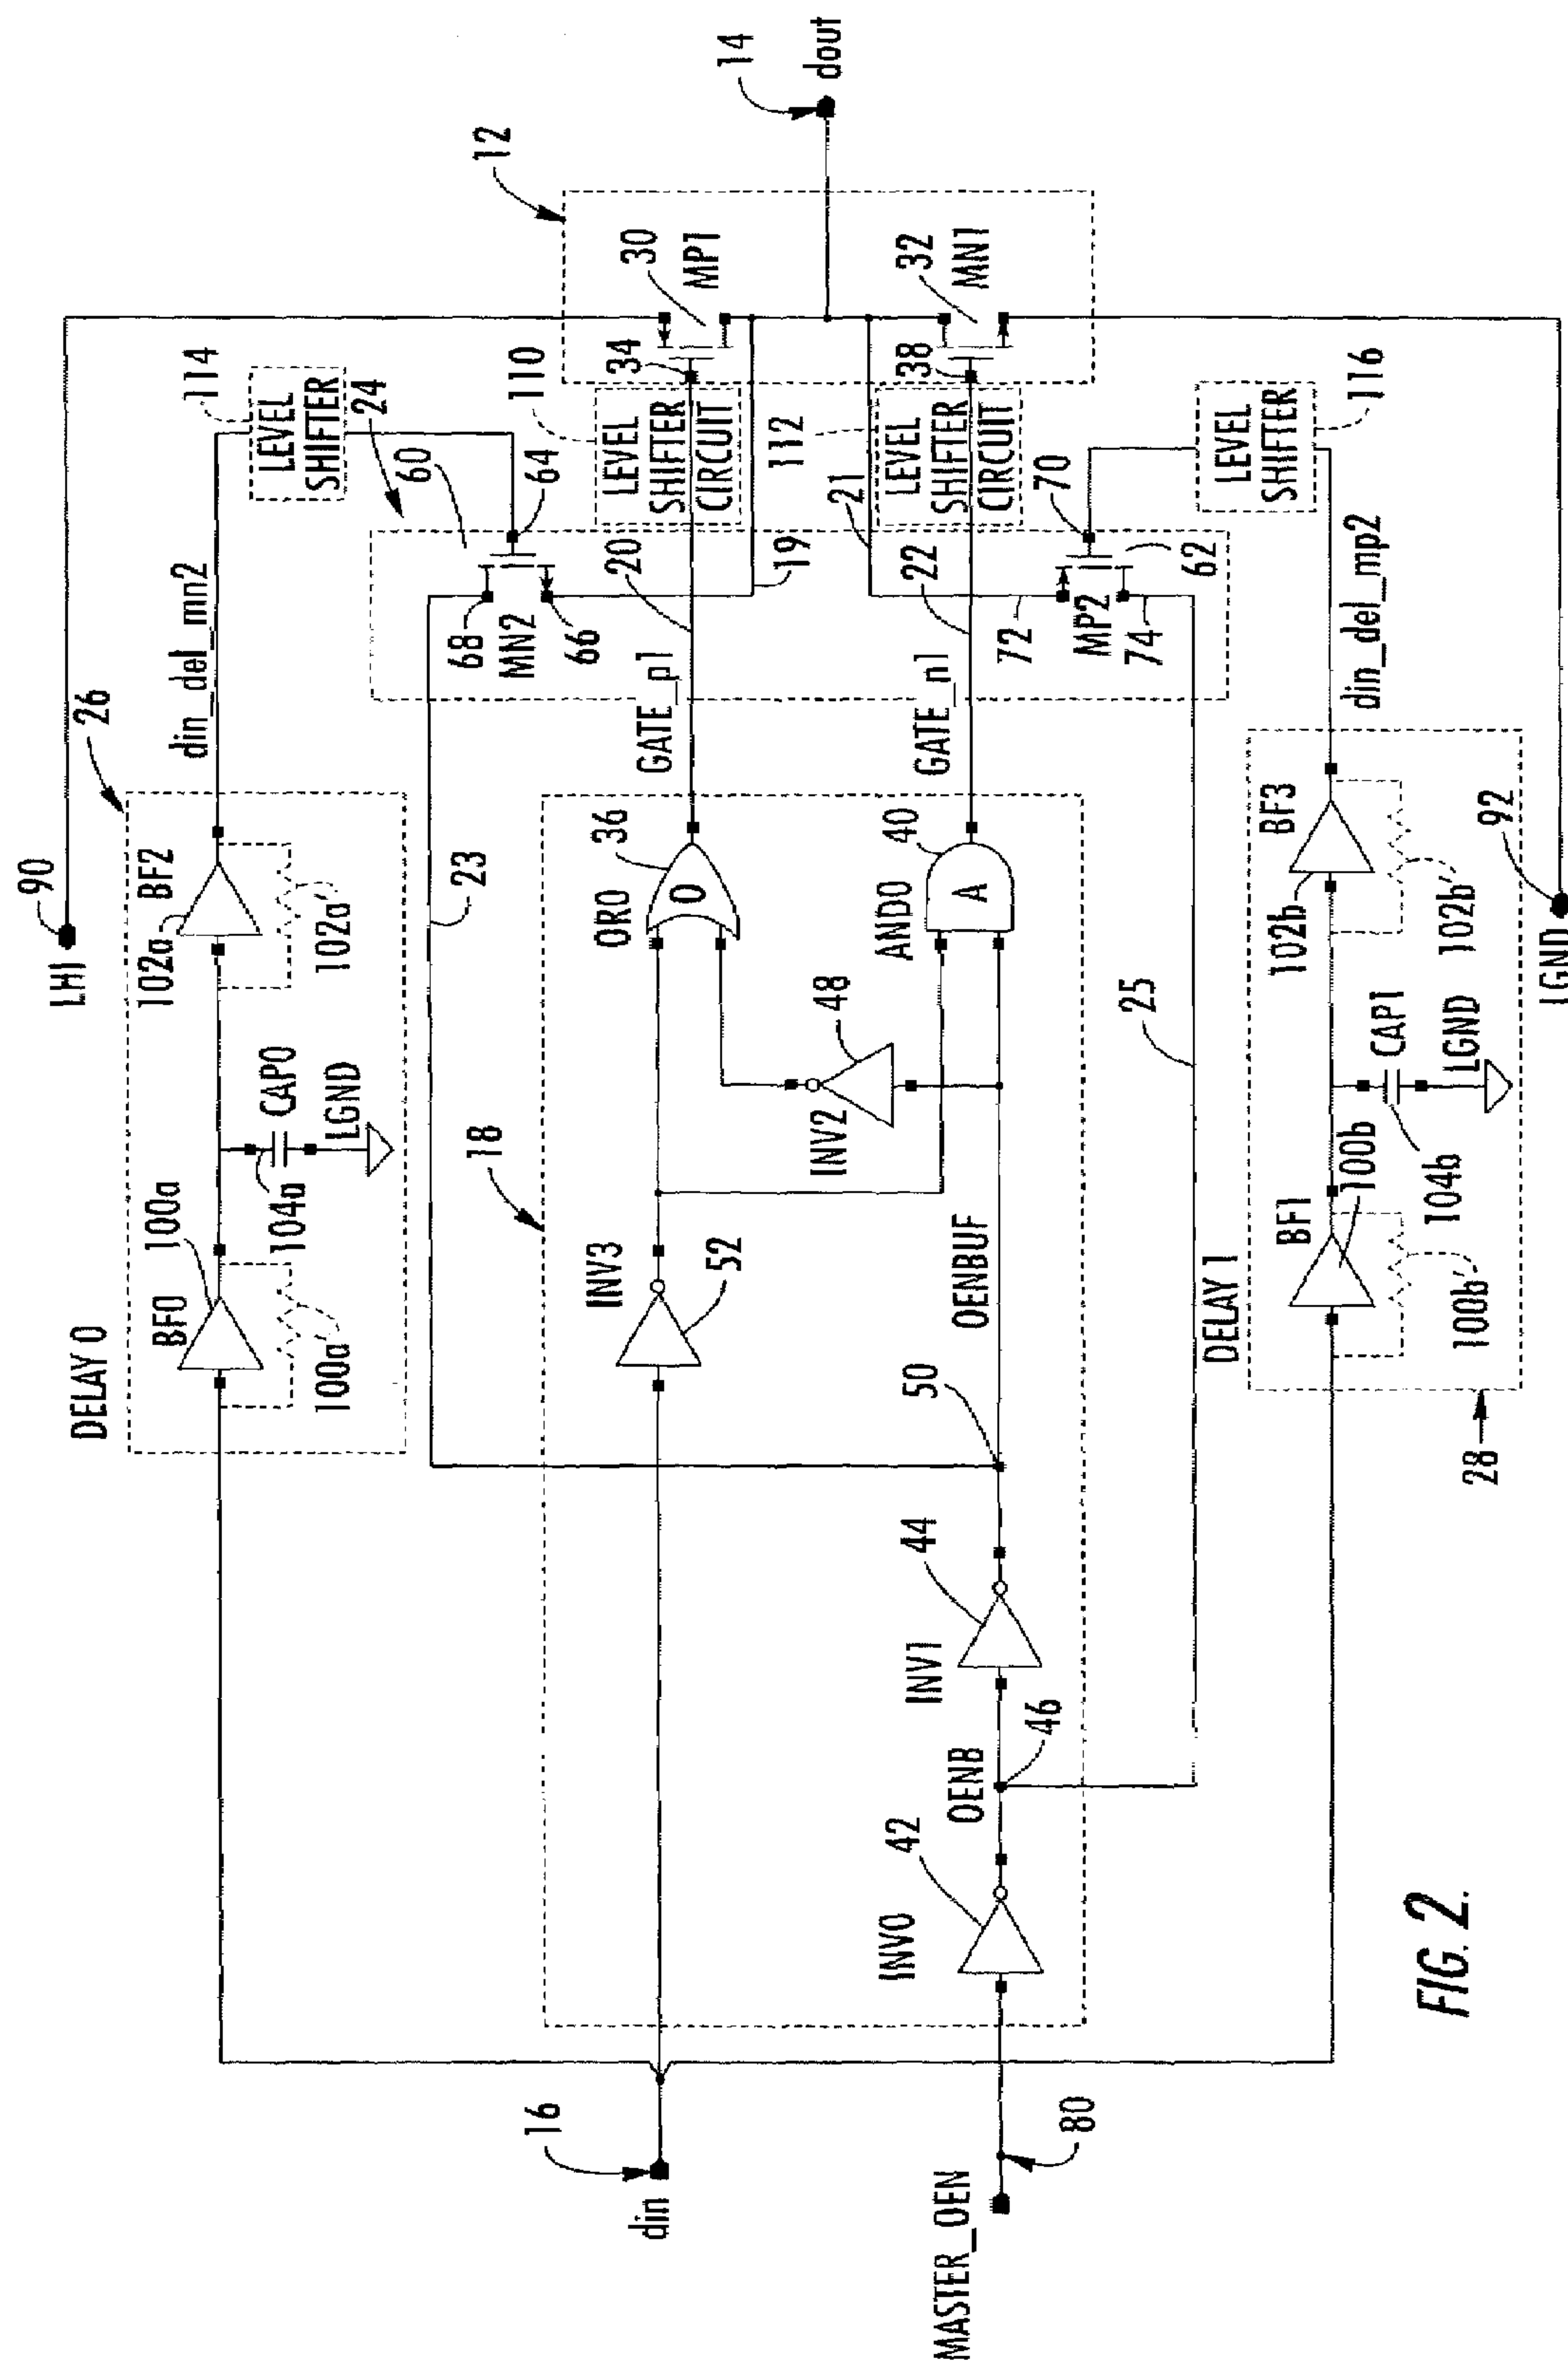 LHI
90
DELAY 0
BF0
100a
100a'
104a
CAP0
LGND
102a
BF2
102a'
26
din_del_mn2
114
LEVEL
SHIFTER
24
60
64
68
MN2
66
23
18
INV3
52
OR0
36
O
GATE_p1
20
19
110
LEVEL
SHIFTER
CIRCUIT
34
30
MP1
12
14
dout
16
din
INV2
48
AND0
40
A
GATE_n1
22
21
112
LEVEL
SHIFTER
CIRCUIT
38
32
MN1
MASTER_OEN
80
INV0
42
OENB
46
INV1
44
50
OENBUF
25
72
MP2
74
62
70
LEVEL
SHIFTER
116
DELAY 1
BF1
100b
100b'
104b
CAP1
LGND
102b
BF3
102b'
din_del_mp2
28
92
LGND
FIG. 2.